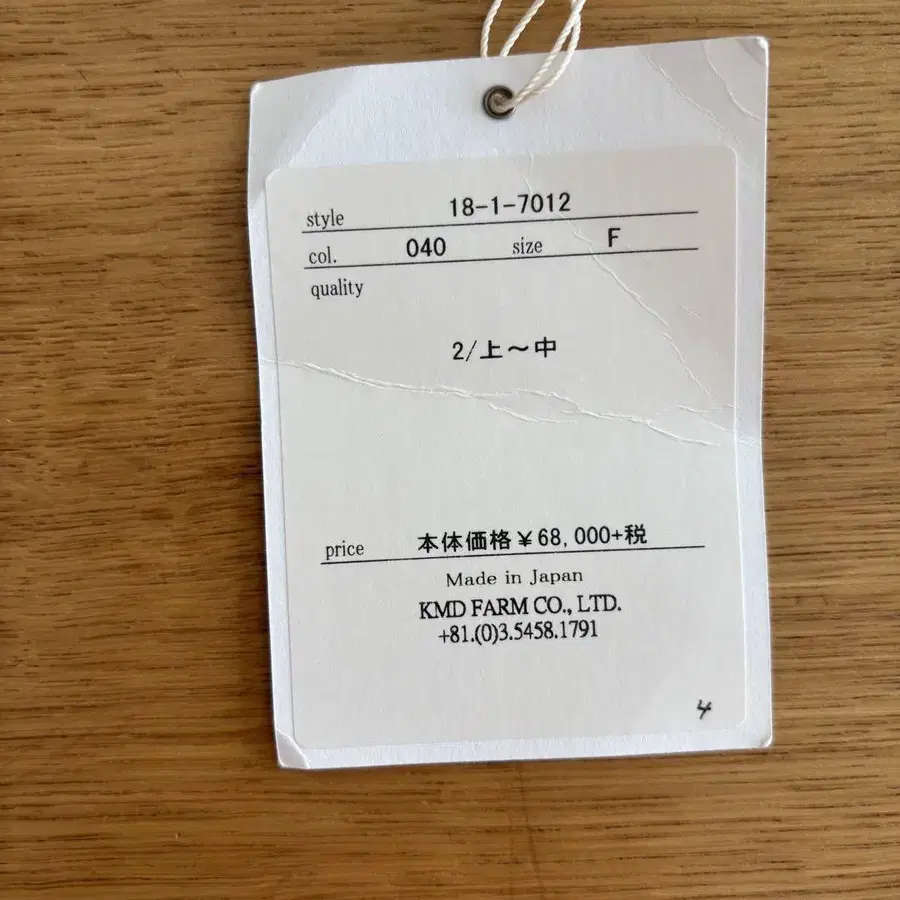 style 18-1-7012
col. 040 size F
quality
2/上～中
price 本体価格￥68,000+税
Made in Japan
KMD FARM CO., LTD.
+81.(0)3.5458.1791
4